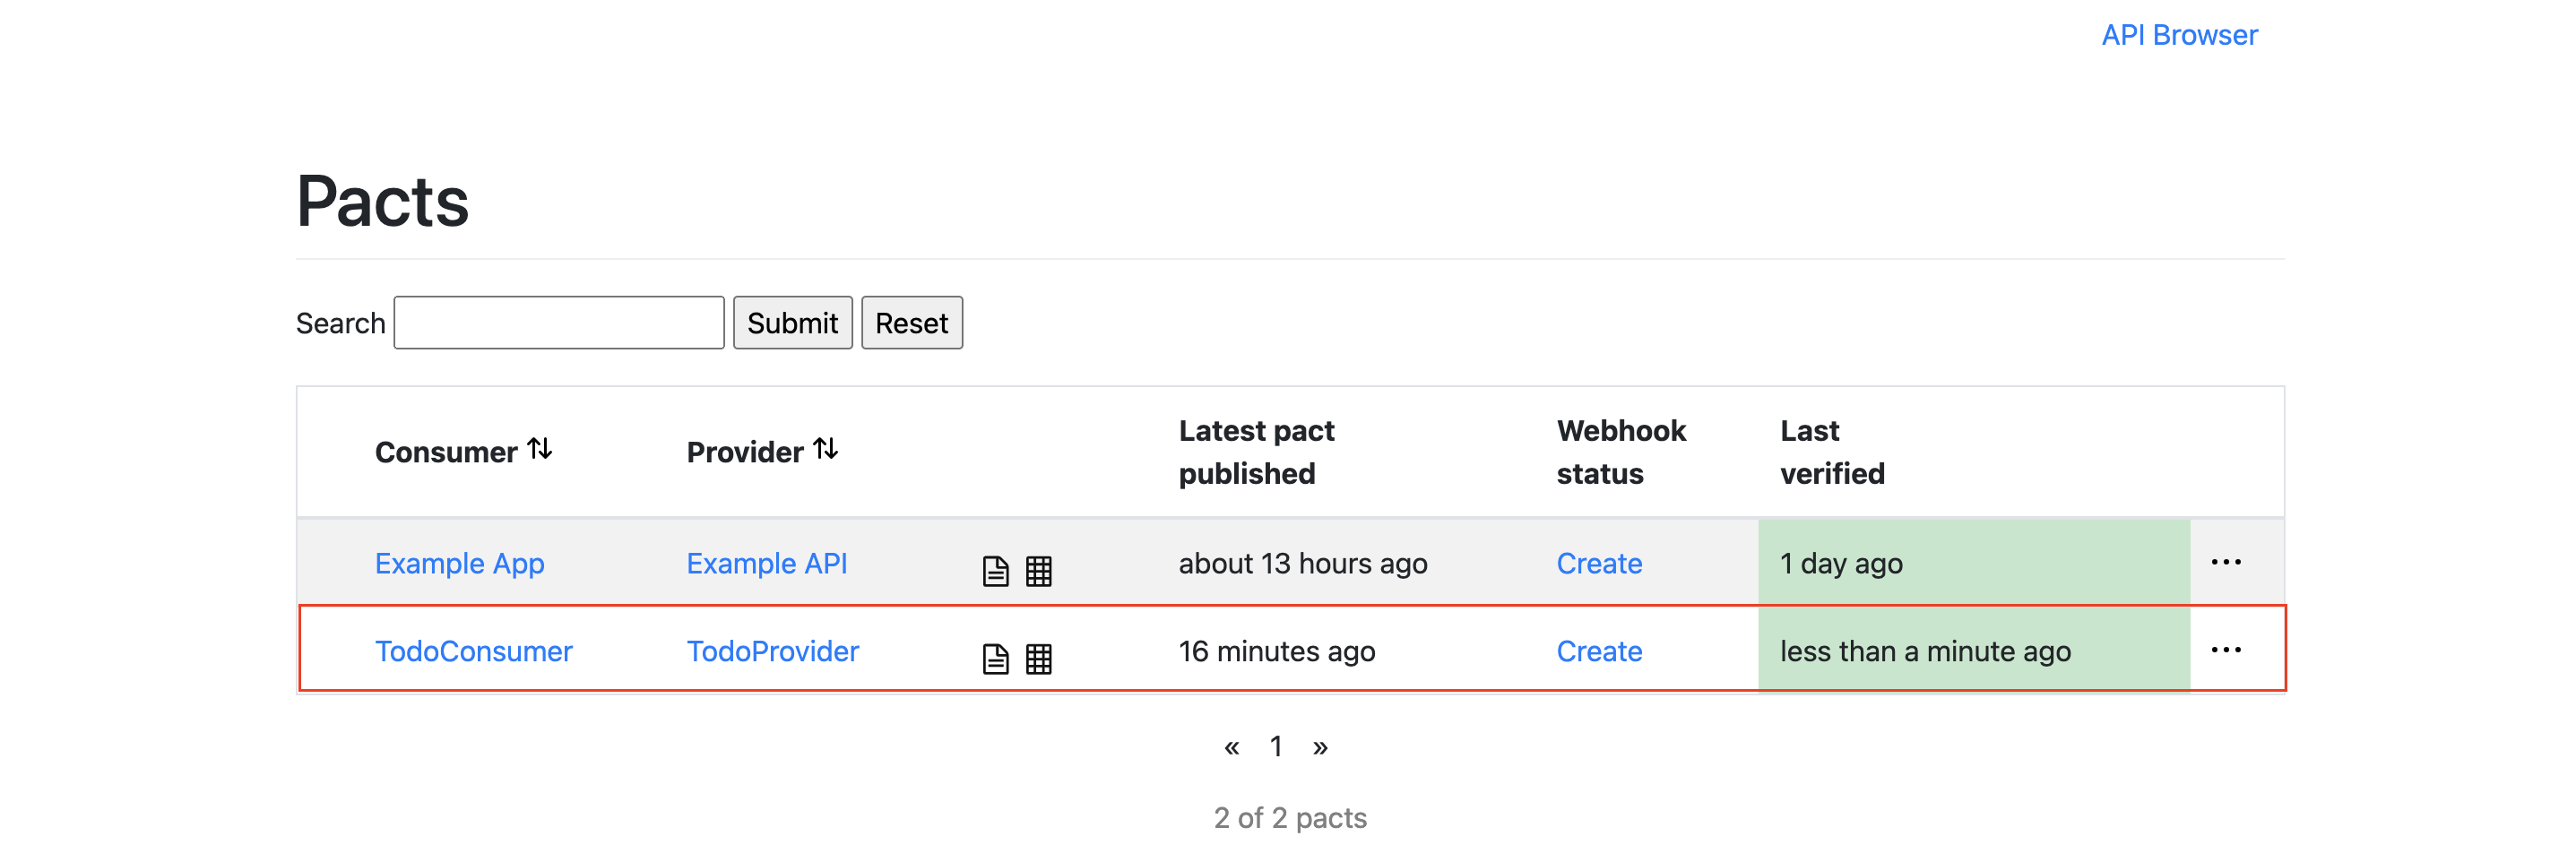 API Browser
Pacts
Search Submit Reset
Consumer Provider Latest pact published Webhook status Last verified
Example App Example API about 13 hours ago Create 1 day ago ...
TodoConsumer TodoProvider 16 minutes ago Create less than a minute ago ...
« 1 »
2 of 2 pacts